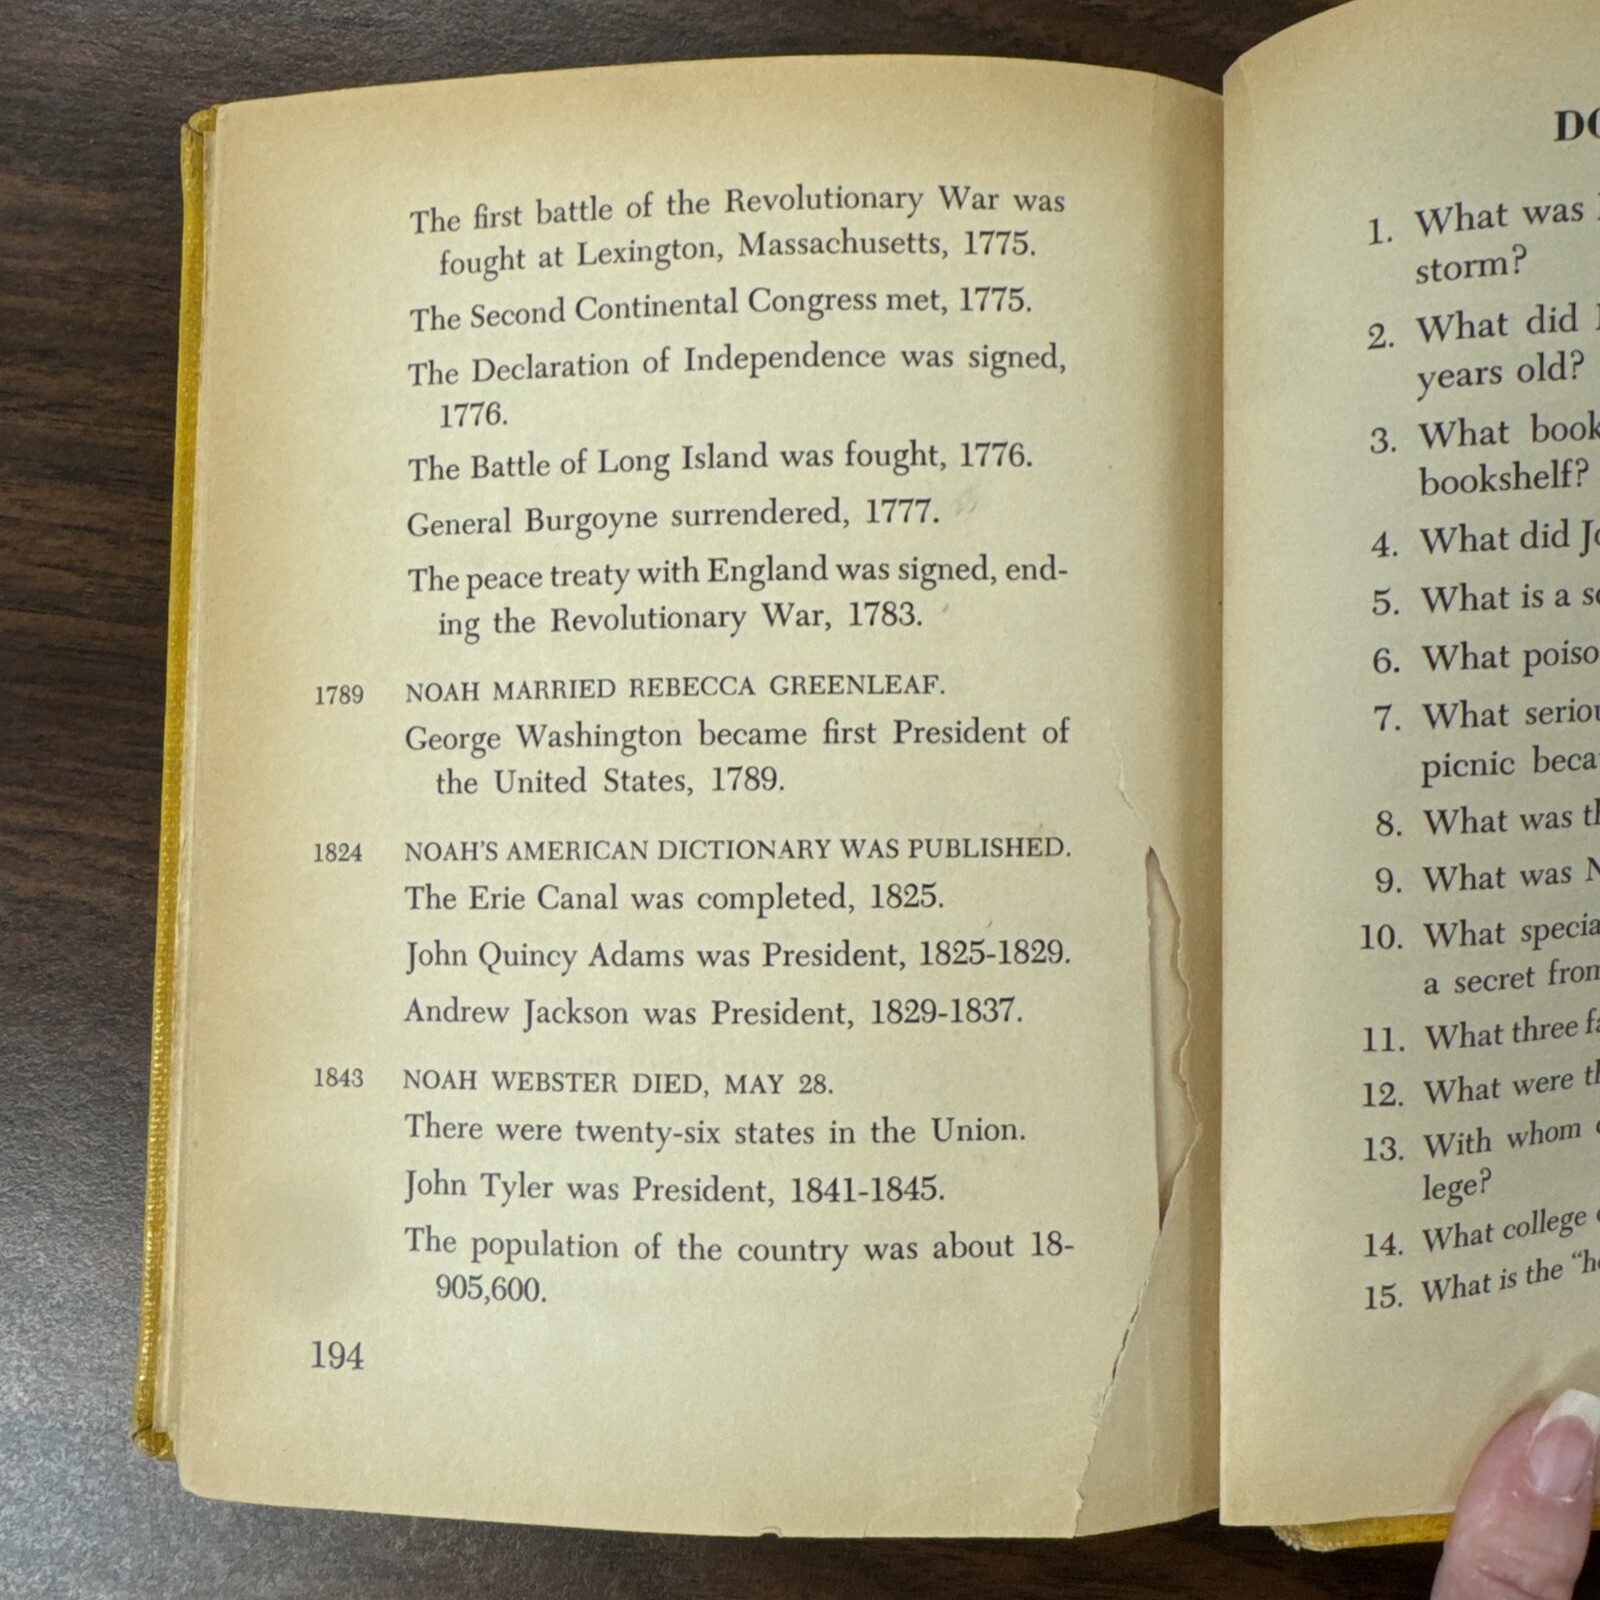 The first battle of the Revolutionary War was
fought at Lexington, Massachusetts, 1775.
The Second Continental Congress met, 1775.
The Declaration of Independence was signed,
1776.
The Battle of Long Island was fought, 1776.
General Burgoyne surrendered, 1777.
The peace treaty with England was signed, end-
ing the Revolutionary War, 1783.
1789 NOAH MARRIED REBECCA GREENLEAF.
George Washington became first President of
the United States, 1789.
1824 NOAH'S AMERICAN DICTIONARY WAS PUBLISHED.
The Erie Canal was completed, 1825.
John Quincy Adams was President, 1825-1829.
Andrew Jackson was President, 1829-1837.
1843 NOAH WEBSTER DIED, MAY 28.
There were twenty-six states in the Union.
John Tyler was President, 1841-1845.
The population of the country was about 18-
905,600.
194
1. What was
storm?
2. What did
years old?
3. What book
bookshelf?
4. What did
5. What is a
6. What
7. What
picnic
8. What was
9. What was
10. What
a secret
11. What three
12. What were
13. With whom
lege?
14. What college
15. What is the